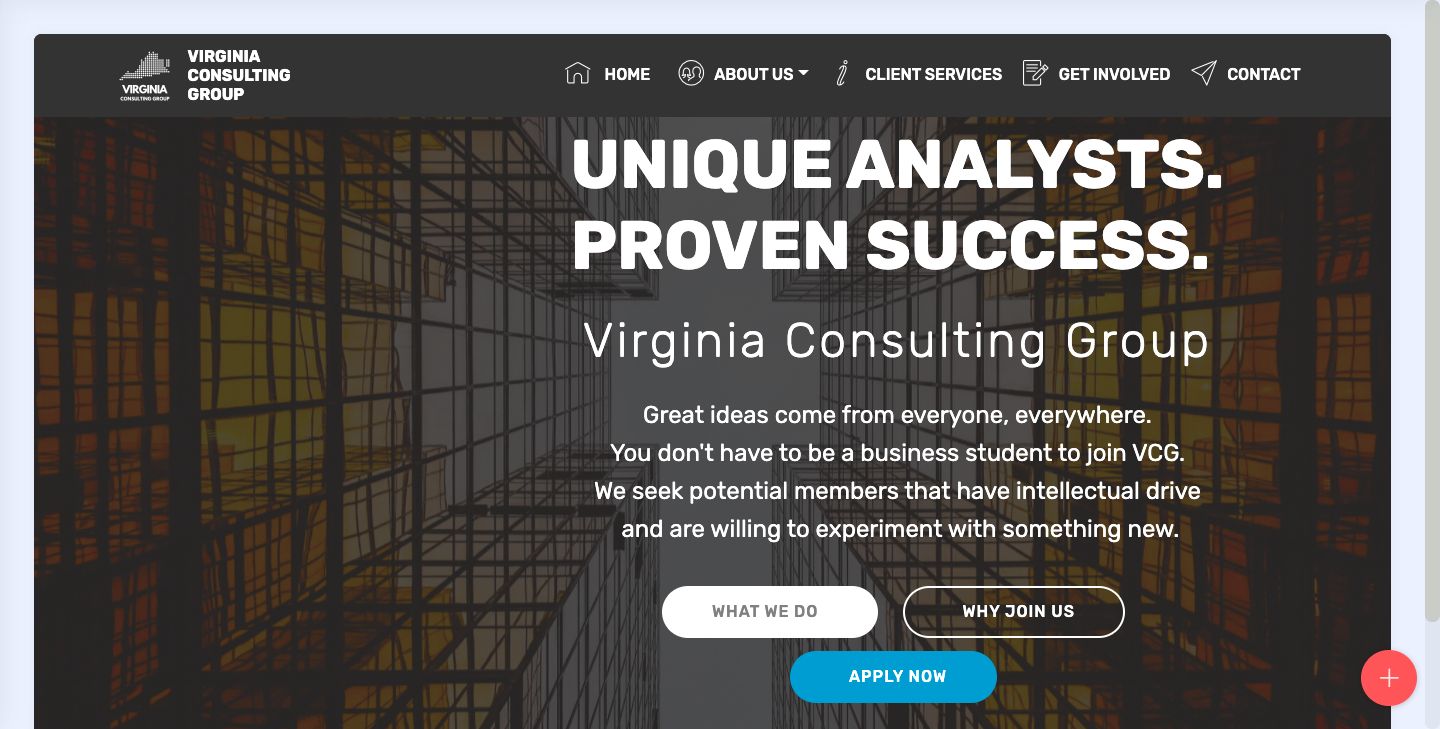 VIRGINIA
CONSULTING GROUP
VIRGINIA
CONSULTING
GROUP
HOME
ABOUT US
CLIENT SERVICES
GET INVOLVED
CONTACT
UNIQUE ANALYSTS.
PROVEN SUCCESS.
Virginia Consulting Group
Great ideas come from everyone, everywhere.
You don't have to be a business student to join VCG.
We seek potential members that have intellectual drive
and are willing to experiment with something new.
WHAT WE DO
WHY JOIN US
APPLY NOW